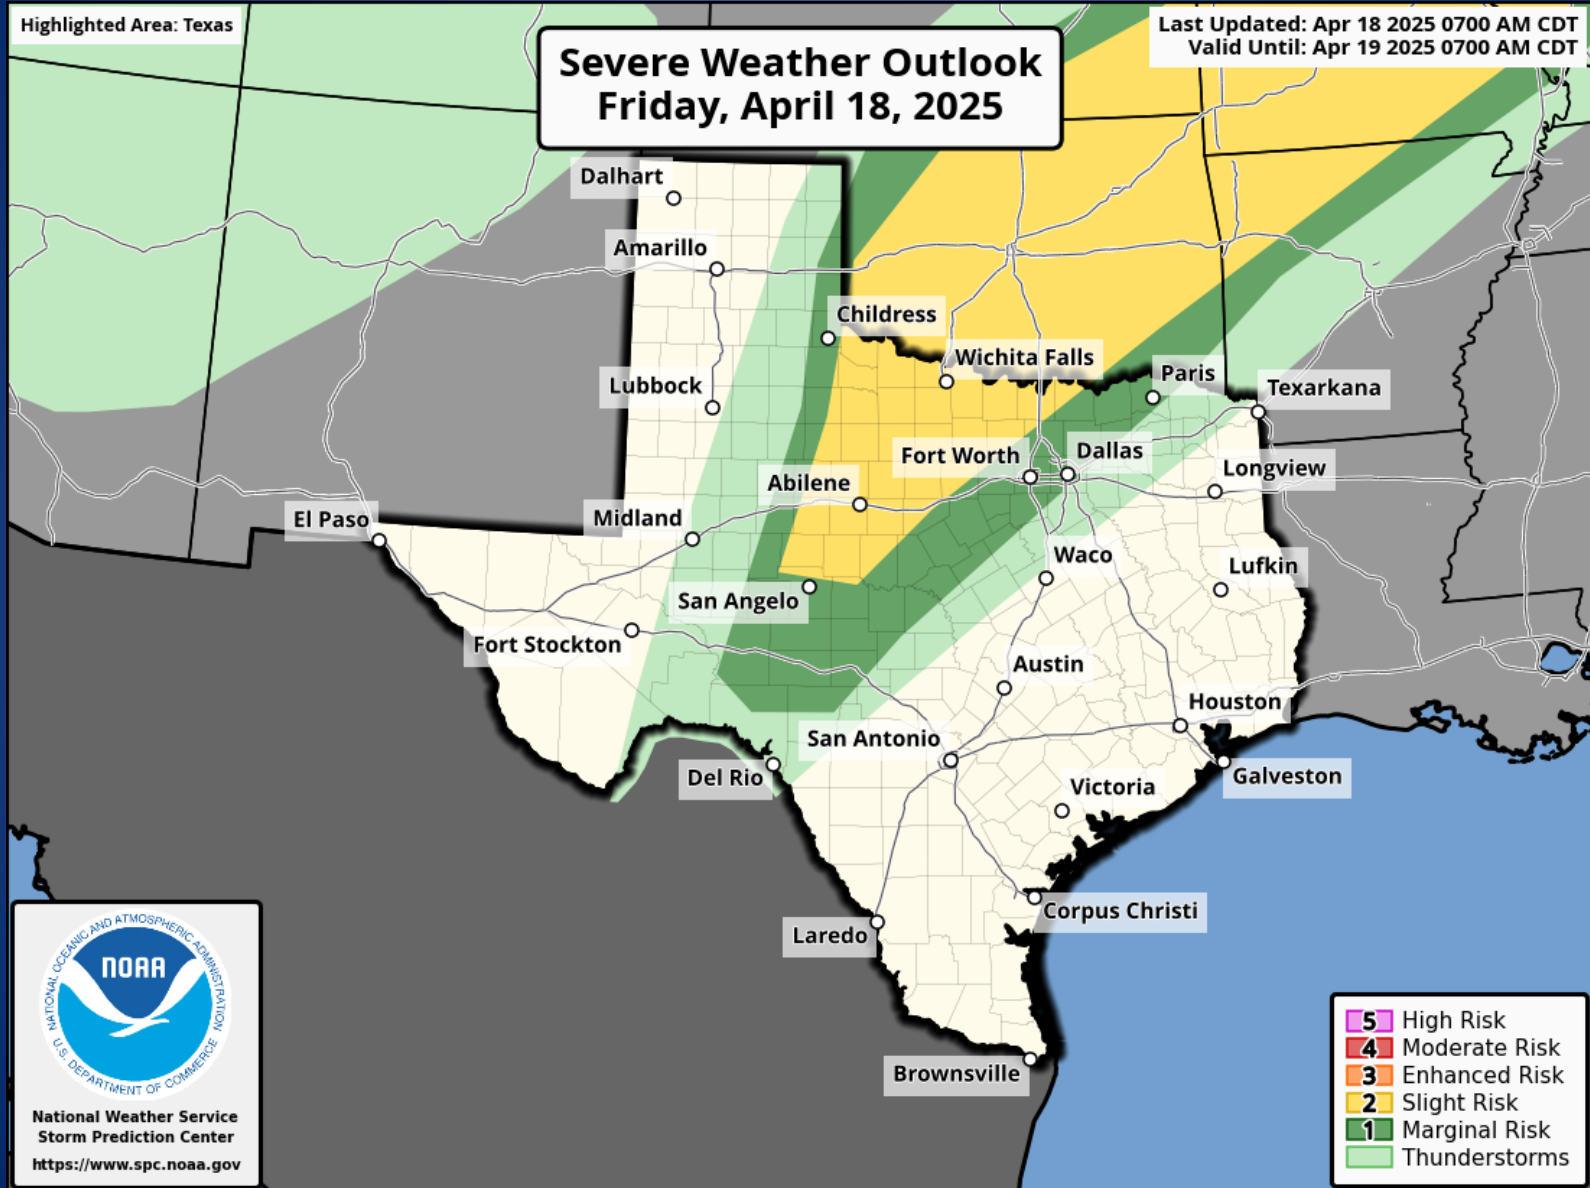 Highlighted Area: Texas
Severe Weather Outlook
Friday, April 18, 2025
Last Updated: Apr 18 2025 0700 AM CDT
Valid Until: Apr 19 2025 0700 AM CDT
Dalhart
Amarillo
Childress
Wichita Falls
Paris
Texarkana
Lubbock
Fort Worth
Dallas
Longview
Abilene
El Paso
Midland
Waco
Lufkin
San Angelo
Fort Stockton
Austin
Houston
San Antonio
Del Rio
Galveston
Victoria
Corpus Christi
Laredo
Brownsville
NATIONAL OCEANIC AND ATMOSPHERIC ADMINISTRATION
NOAA
U.S. DEPARTMENT OF COMMERCE
National Weather Service
Storm Prediction Center
https://www.spc.noaa.gov
5 High Risk
4 Moderate Risk
3 Enhanced Risk
2 Slight Risk
1 Marginal Risk
Thunderstorms